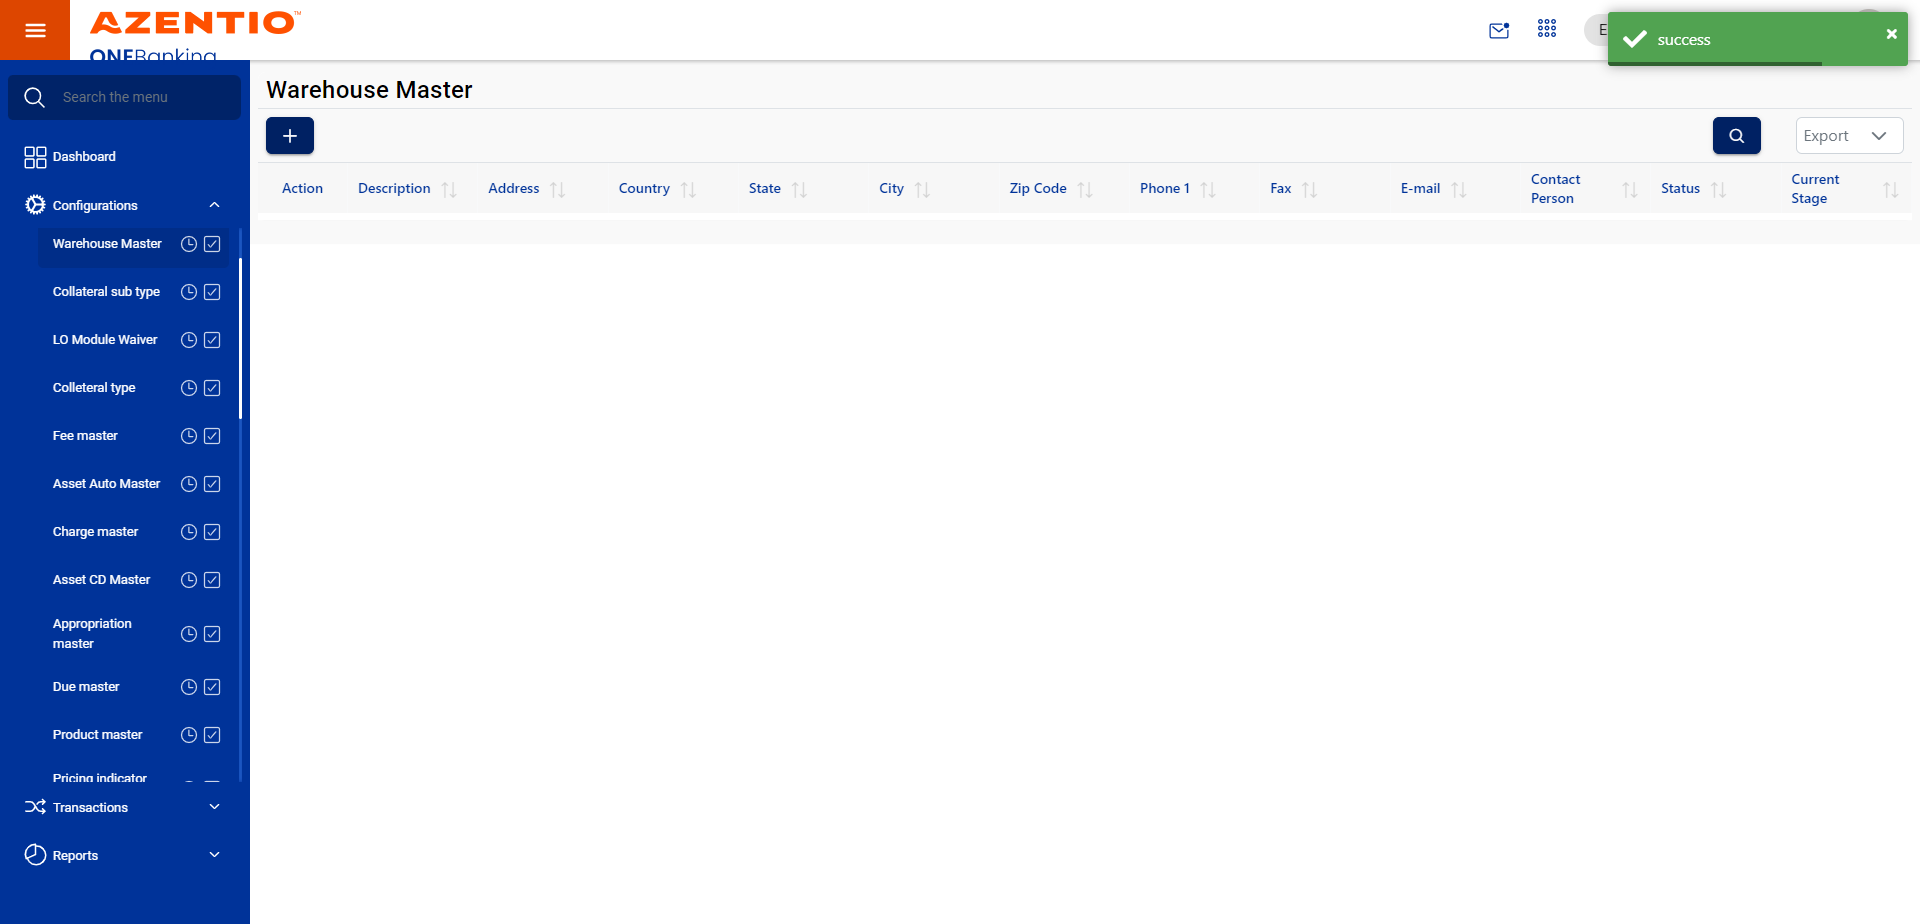 AZENTIO™
ONEBanking
E
success
Search the menu
Dashboard
Configurations
Warehouse Master
Collateral sub type
LO Module Waiver
Colleteral type
Fee master
Asset Auto Master
Charge master
Asset CD Master
Appropriation
master
Due master
Product master
Pricing indicator
Transactions
Reports
Warehouse Master
Export
Action Description Address Country State City Zip Code Phone 1 Fax E-mail Contact Person Status Current Stage